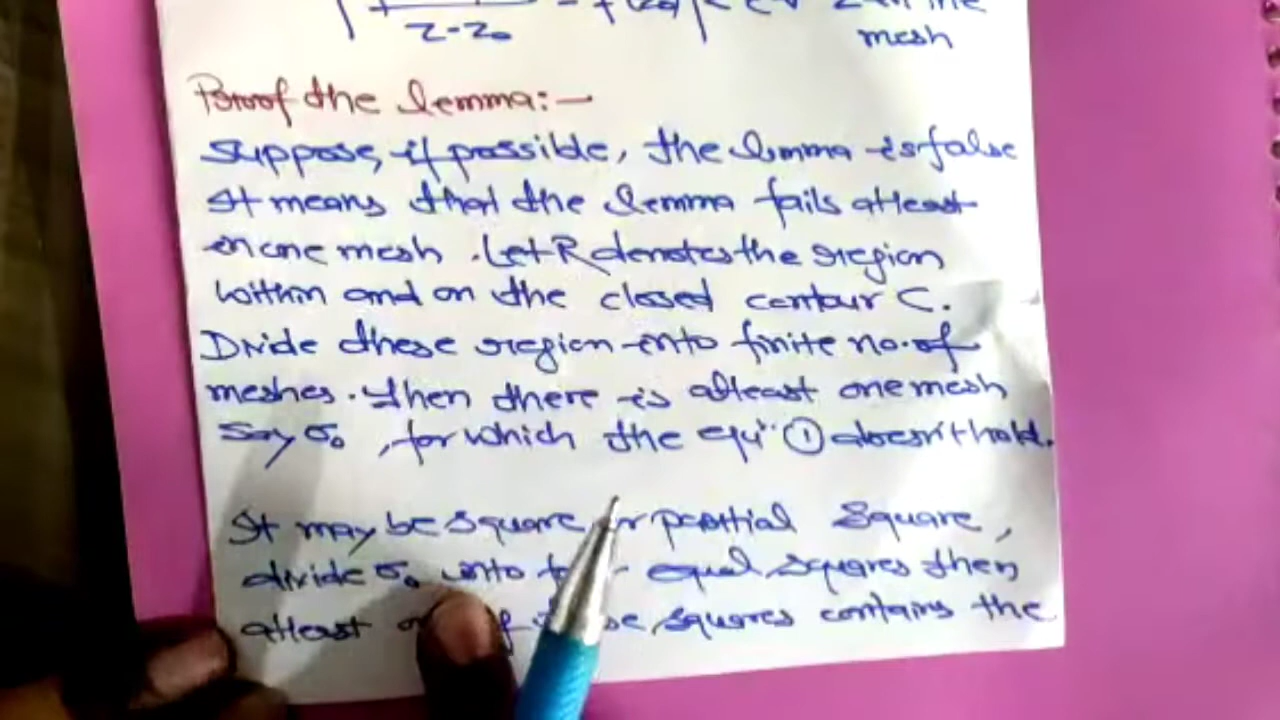 z-z₀
mesh
Proof the lemma:-
Suppose, if possible, the lemma is false
It means that the lemma fails atleast
in one mesh. Let R denotes the region
within and on the closed contour C.
Divide these region into finite no. of
meshes. Then there is atleast one mesh
say σ₀, for which the equⁿ ① doesn't hold.
It may be square or partial square,
divide σ₀ into equal squares then
atleast squares contains the